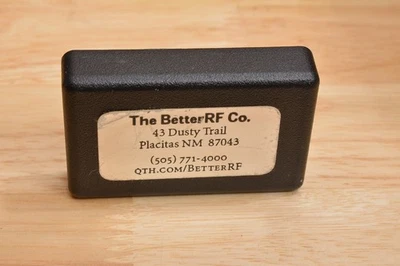 The BetterRF Co.
43 Dusty Trail
Placitas NM 87043
(505) 771-4000
QTH.COM/BETTERRF